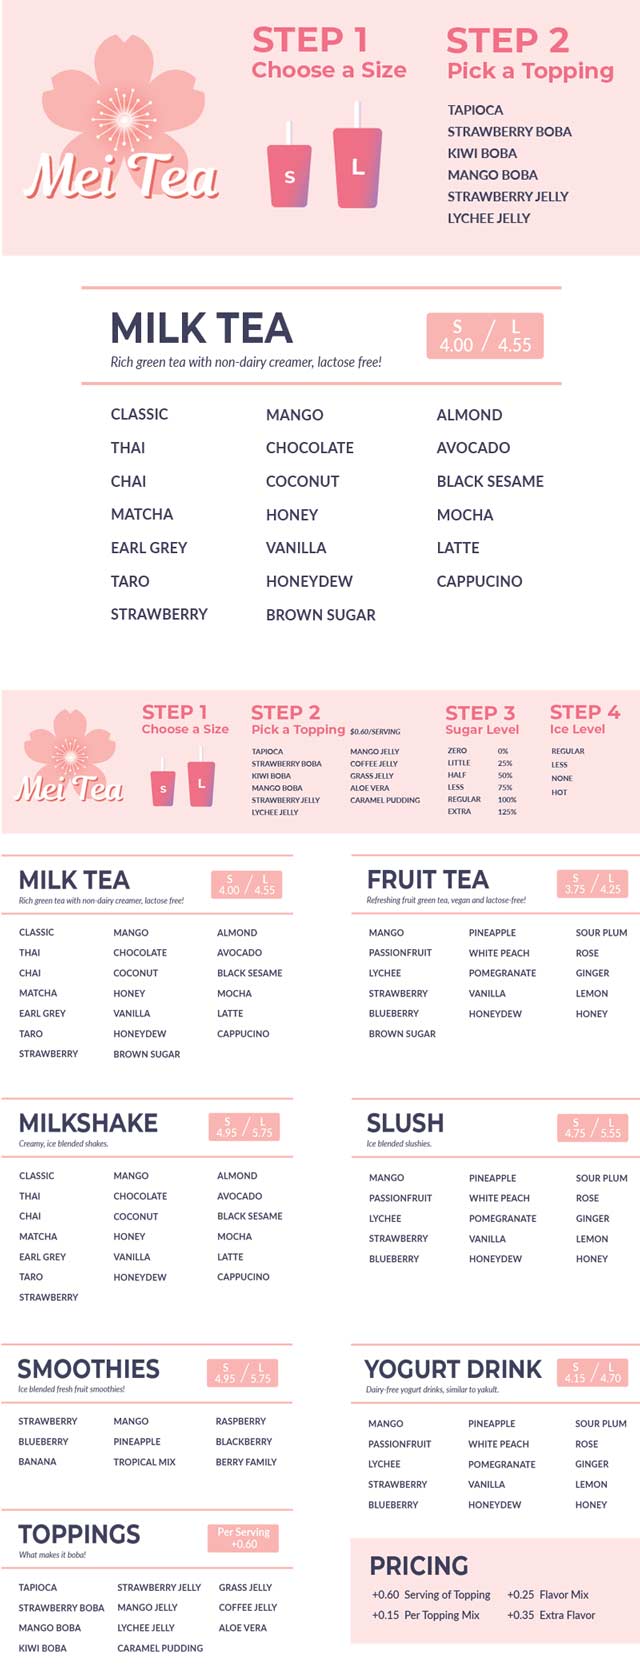 Mei Tea
STEP 1
Choose a Size
S
L
STEP 2
Pick a Topping
TAPIOCA
STRAWBERRY BOBA
KIWI BOBA
MANGO BOBA
STRAWBERRY JELLY
LYCHEE JELLY
MILK TEA
Rich green tea with non-dairy creamer, lactose free!
S / L
4.00 / 4.55
CLASSIC
THAI
CHAI
MATCHA
EARL GREY
TARO
STRAWBERRY
MANGO
CHOCOLATE
COCONUT
HONEY
VANILLA
HONEYDEW
BROWN SUGAR
ALMOND
AVOCADO
BLACK SESAME
MOCHA
LATTE
CAPPUCINO
Mei Tea
STEP 1
Choose a Size
S
L
STEP 2
Pick a Topping $0.60/SERVING
TAPIOCA
STRAWBERRY BOBA
KIWI BOBA
MANGO BOBA
STRAWBERRY JELLY
LYCHEE JELLY
MANGO JELLY
COFFEE JELLY
GRASS JELLY
ALOE VERA
CARAMEL PUDDING
STEP 3
Sugar Level
ZERO 0%
LITTLE 25%
HALF 50%
LESS 75%
REGULAR 100%
EXTRA 125%
STEP 4
Ice Level
REGULAR
LESS
NONE
HOT
MILK TEA
Rich green tea with non-dairy creamer, lactose free!
S / L
4.00 / 4.55
CLASSIC
THAI
CHAI
MATCHA
EARL GREY
TARO
STRAWBERRY
MANGO
CHOCOLATE
COCONUT
HONEY
VANILLA
HONEYDEW
BROWN SUGAR
ALMOND
AVOCADO
BLACK SESAME
MOCHA
LATTE
CAPPUCINO
FRUIT TEA
Refreshing fruit green tea, vegan and lactose-free!
S / L
3.75 / 4.25
MANGO
PASSIONFRUIT
LYCHEE
STRAWBERRY
BLUEBERRY
BROWN SUGAR
PINEAPPLE
WHITE PEACH
POMEGRANATE
VANILLA
HONEYDEW
SOUR PLUM
ROSE
GINGER
LEMON
HONEY
MILKSHAKE
Creamy, ice blended shakes.
S / L
4.95 / 5.75
CLASSIC
THAI
CHAI
MATCHA
EARL GREY
TARO
STRAWBERRY
MANGO
CHOCOLATE
COCONUT
HONEY
VANILLA
HONEYDEW
ALMOND
AVOCADO
BLACK SESAME
MOCHA
LATTE
CAPPUCINO
SLUSH
Ice blended slushies.
S / L
4.75 / 5.55
MANGO
PASSIONFRUIT
LYCHEE
STRAWBERRY
BLUEBERRY
PINEAPPLE
WHITE PEACH
POMEGRANATE
VANILLA
HONEYDEW
SOUR PLUM
ROSE
GINGER
LEMON
HONEY
SMOOTHIES
Ice blended fresh fruit smoothies!
S / L
4.95 / 5.75
STRAWBERRY
BLUEBERRY
BANANA
MANGO
PINEAPPLE
TROPICAL MIX
RASPBERRY
BLACKBERRY
BERRY FAMILY
YOGURT DRINK
Dairy-free yogurt drinks, similar to yakult.
S / L
4.15 / 4.70
MANGO
PASSIONFRUIT
LYCHEE
STRAWBERRY
BLUEBERRY
PINEAPPLE
WHITE PEACH
POMEGRANATE
VANILLA
HONEYDEW
SOUR PLUM
ROSE
GINGER
LEMON
HONEY
TOPPINGS
What makes it boba!
Per Serving
+0.60
TAPIOCA
STRAWBERRY BOBA
MANGO BOBA
KIWI BOBA
STRAWBERRY JELLY
MANGO JELLY
LYCHEE JELLY
CARAMEL PUDDING
GRASS JELLY
COFFEE JELLY
ALOE VERA
PRICING
+0.60 Serving of Topping
+0.15 Per Topping Mix
+0.25 Flavor Mix
+0.35 Extra Flavor